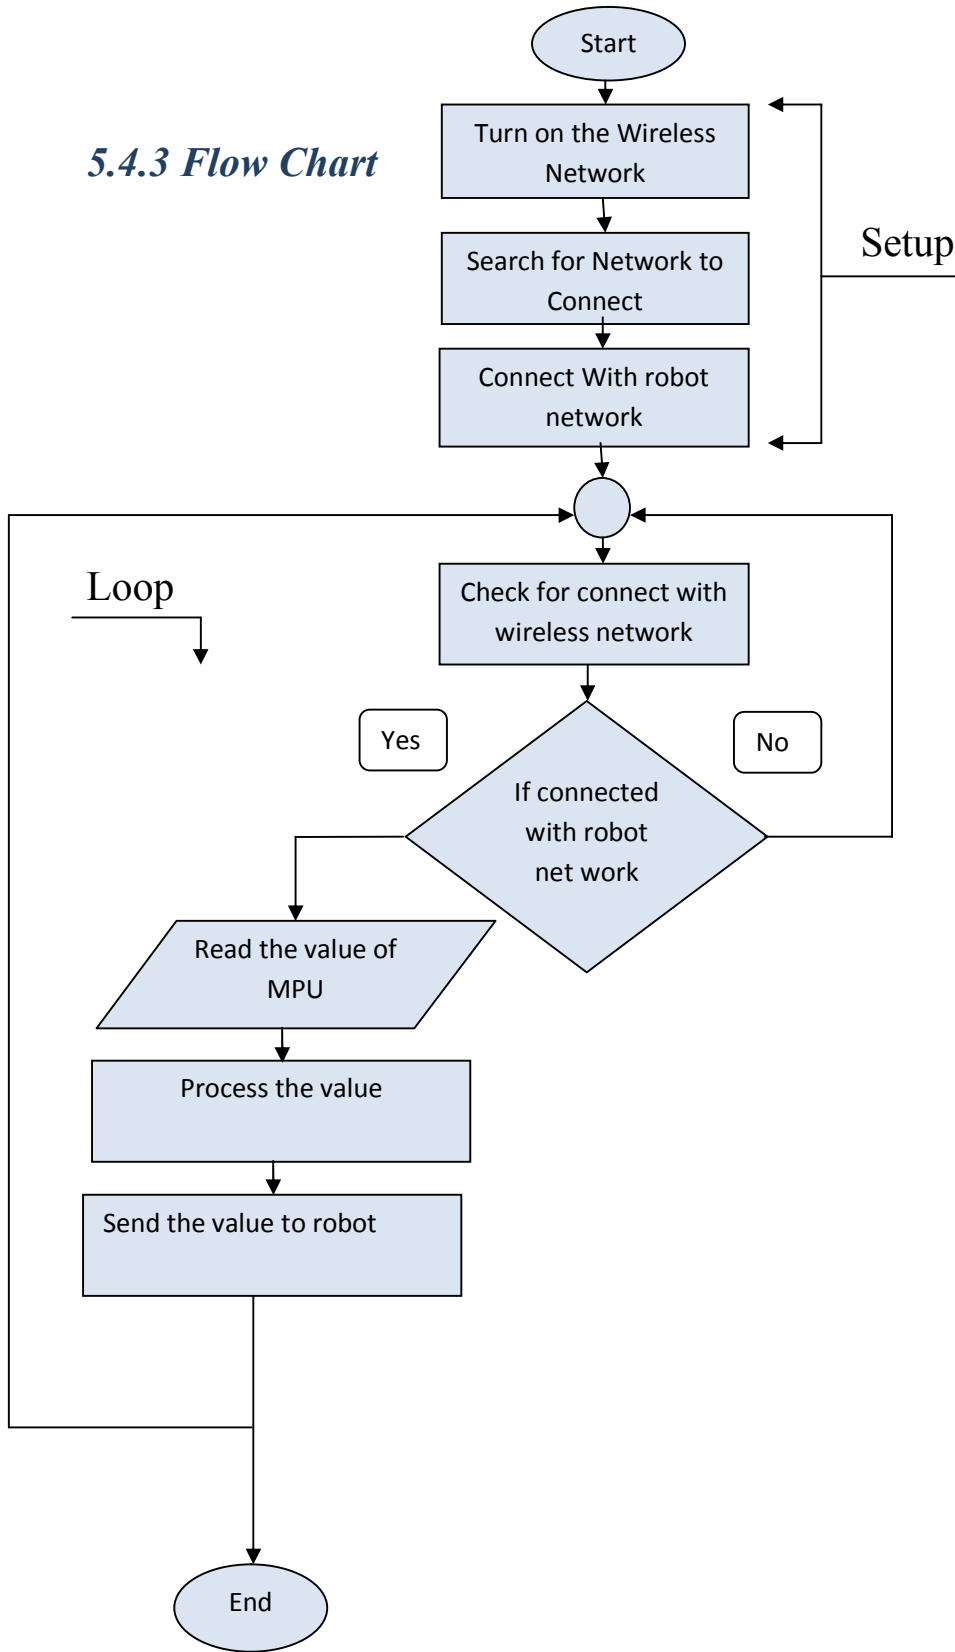 Start
Turn on the Wireless
Network
5.4.3 Flow Chart
Setup
Search for Network to
Connect
Connect With robot
network
Loop
Check for connect with
wireless network
Yes
No
If connected
with robot
net work
Read the value of
MPU
Process the value
Send the value to robot
End